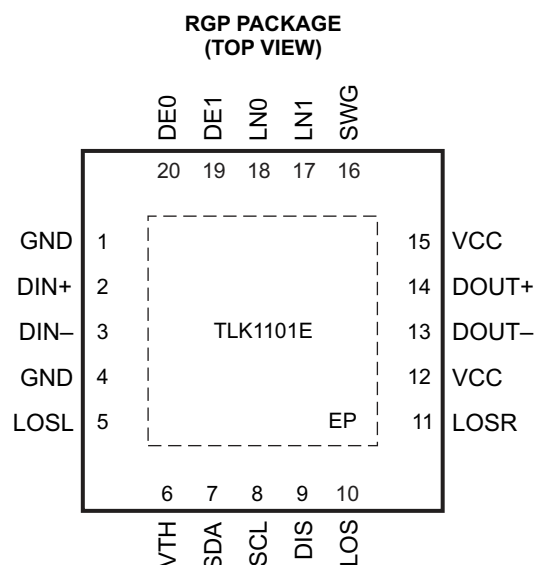 RGP PACKAGE
(TOP VIEW)
DE0 DE1 LN0 LN1 SWG
20 19 18 17 16
GND 1 15 VCC
DIN+ 2 14 DOUT+
DIN– 3 TLK1101E 13 DOUT–
GND 4 12 VCC
LOSL 5 EP 11 LOSR
6 7 8 9 10
VTH SDA SCL DIS LOS